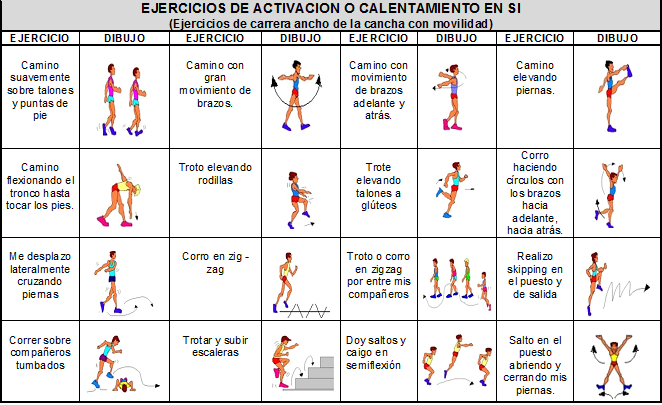 EJERCICIOS DE ACTIVACION O CALENTAMIENTO EN SI
(Ejercicios de carrera ancho de la cancha con movilidad)
EJERCICIO DIBUJO EJERCICIO DIBUJO EJERCICIO DIBUJO EJERCICIO DIBUJO
Camino
suavemente
sobre talones
y puntas de
pie
Camino con
gran
movimiento de
brazos.
Camino con
movimiento
de brazos
adelante y
atrás.
Camino
elevando
piernas.
Camino
flexionando el
tronco hasta
tocar los pies.
Troto elevando
rodillas
Trote
elevando
talones a
glúteos
Corro
haciendo
círculos con
los brazos
hacia
adelante,
hacia atrás.
Me desplazo
lateralmente
cruzando
piernas
Corro en zig -
zag
Troto o corro
en zigzag
por entre mis
compañeros
Realizo
skipping en
el puesto y
de salida
Correr sobre
compañeros
tumbados
Trotar y subir
escaleras
Doy saltos y
caigo en
semiflexión
Salto en el
puesto
abriendo y
cerrando mis
piernas.